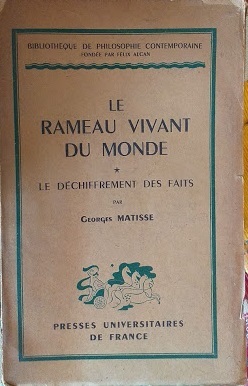 BIBLIOTHÈQUE DE PHILOSOPHIE CONTEMPORAINE
FONDÉE PAR FÉLIX ALCAN
LE
RAMEAU VIVANT
DU MONDE
*
LE DÉCHIFFREMENT DES FAITS
PAR
GEORGES MATISSE
PRESSES UNIVERSITAIRES
DE FRANCE